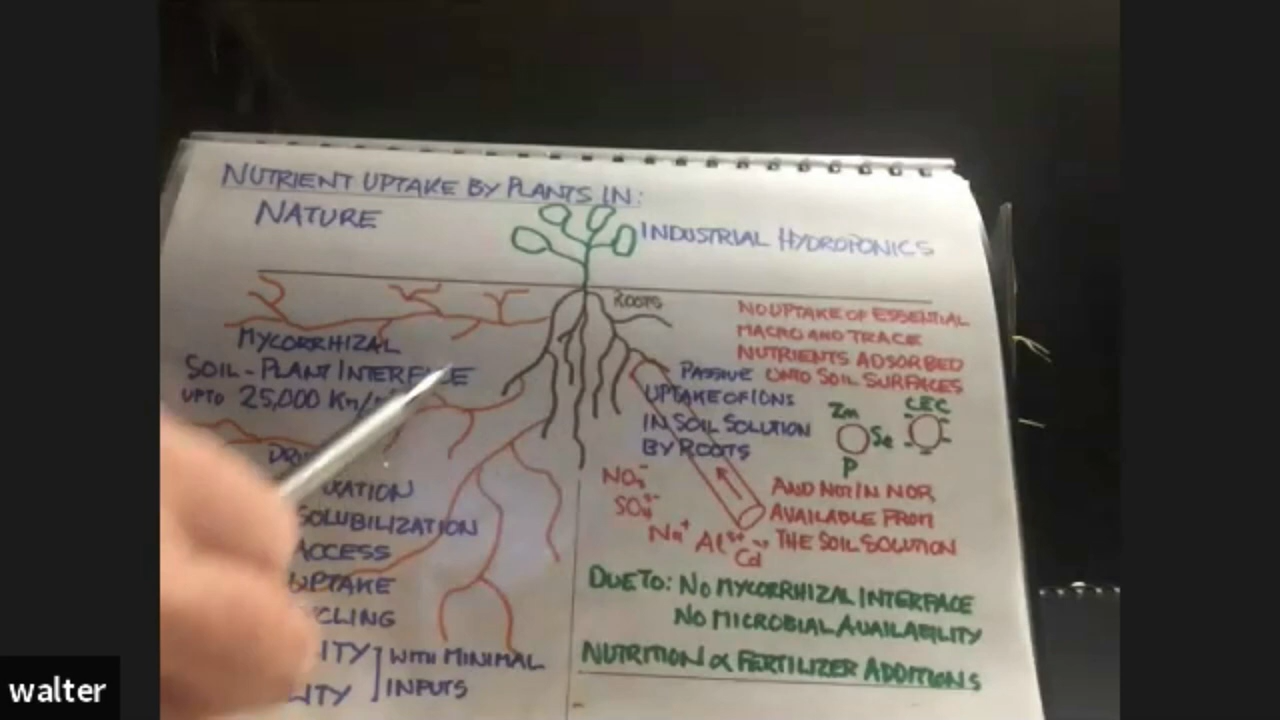 NUTRIENT UPTAKE BY PLANTS IN:
NATURE
INDUSTRIAL HYDROPONICS
ROOTS
MYCORRHIZAL
SOIL-PLANT INTERFACE
UPTO 25,000 Km/
SOLUBILIZATION
ACCESS
UPTAKE
WITH MINIMAL
INPUTS
NO UPTAKE OF ESSENTIAL
MACRO AND TRACE
NUTRIENTS ADSORBED
ONTO SOIL SURFACES
PASSIVE
UPTAKE OF IONS
IN SOIL SOLUTION
BY ROOTS
Zn
Se
P
CEC
NO₃⁻
SO₄²⁻
Na⁺ Al³⁺
Cd
AND NOT IN NOR
AVAILABLE FROM
THE SOIL SOLUTION
DUE TO: NO MYCORRHIZAL INTERFACE
NO MICROBIAL AVAILABILITY
NUTRITION ∝ FERTILIZER ADDITIONS
walter